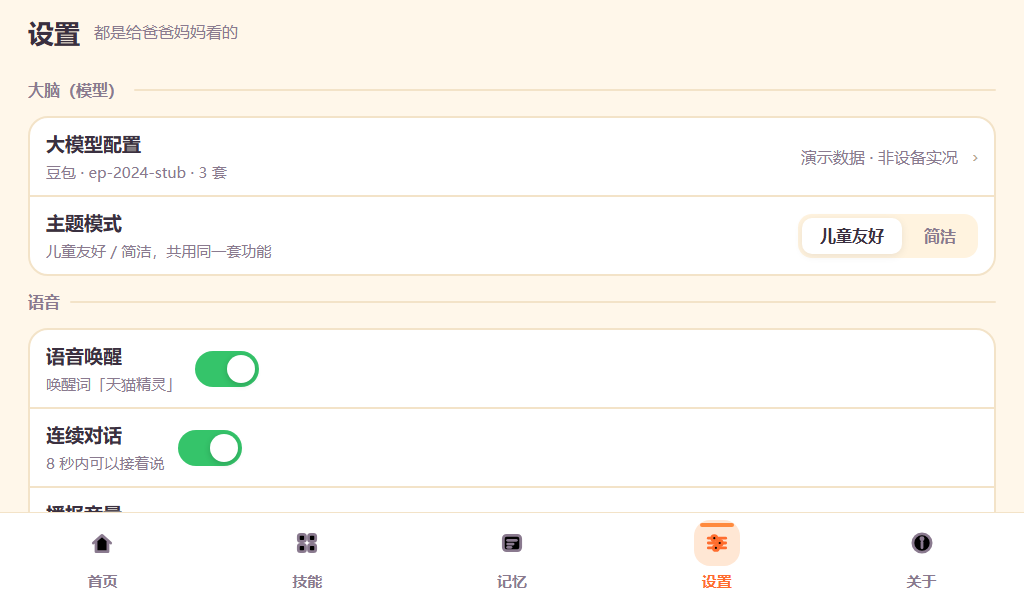 设置 都是给爸爸妈妈看的
大脑（模型）
大模型配置
豆包 · ep-2024-stub · 3 套
演示数据 · 非设备实况 ›
主题模式
儿童友好 / 简洁，共用同一套功能
儿童友好 简洁
语音
语音唤醒
唤醒词「天猫精灵」
连续对话
8 秒内可以接着说
播报音量
首页 技能 记忆 设置 关于